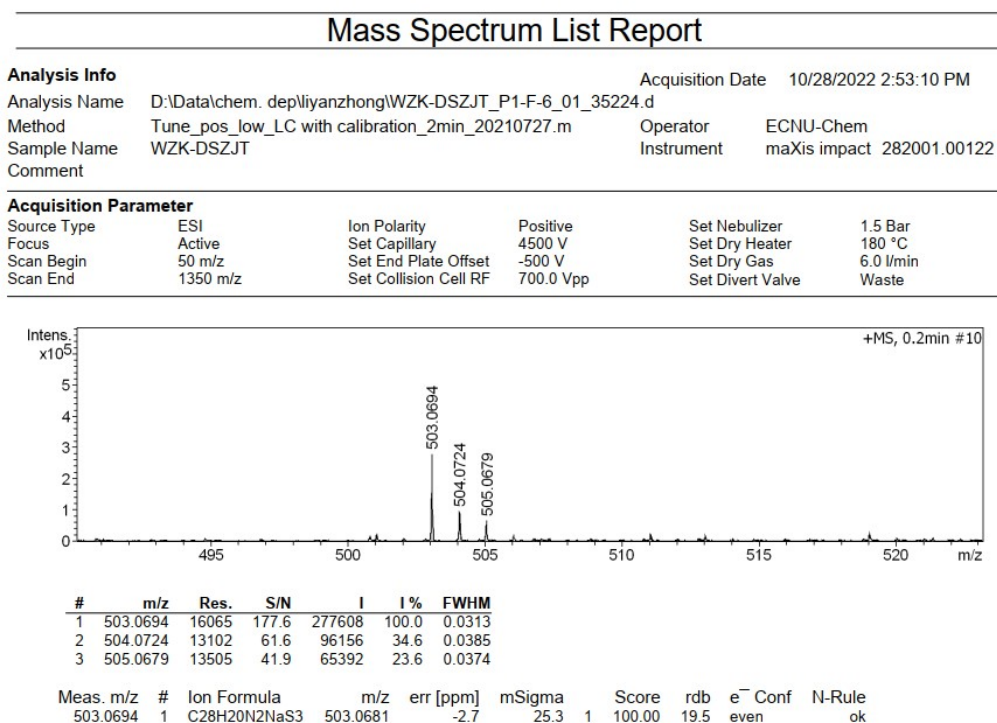 Mass Spectrum List Report
Analysis Info
Acquisition Date 10/28/2022 2:53:10 PM
Analysis Name D:\Data\chem. dep\liyanzhong\WZK-DSZJT_P1-F-6_01_35224.d
Method Tune_pos_low_LC with calibration_2min_20210727.m Operator ECNU-Chem
Sample Name WZK-DSZJT Instrument maXis impact 282001.00122
Comment
Acquisition Parameter
Source Type ESI Ion Polarity Positive Set Nebulizer 1.5 Bar
Focus Active Set Capillary 4500 V Set Dry Heater 180 °C
Scan Begin 50 m/z Set End Plate Offset -500 V Set Dry Gas 6.0 l/min
Scan End 1350 m/z Set Collision Cell RF 700.0 Vpp Set Divert Valve Waste
Intens.
x10⁵
+MS, 0.2min #10
5
4
3
2
1
0
503.0694
504.0724
505.0679
495 500 505 510 515 520 m/z
# m/z Res. S/N I I % FWHM
1 503.0694 16065 177.6 277608 100.0 0.0313
2 504.0724 13102 61.6 96156 34.6 0.0385
3 505.0679 13505 41.9 65392 23.6 0.0374
Meas. m/z # Ion Formula m/z err [ppm] mSigma Score rdb e¯ Conf N-Rule
503.0694 1 C28H20N2NaS3 503.0681 -2.7 25.3 1 100.00 19.5 even ok